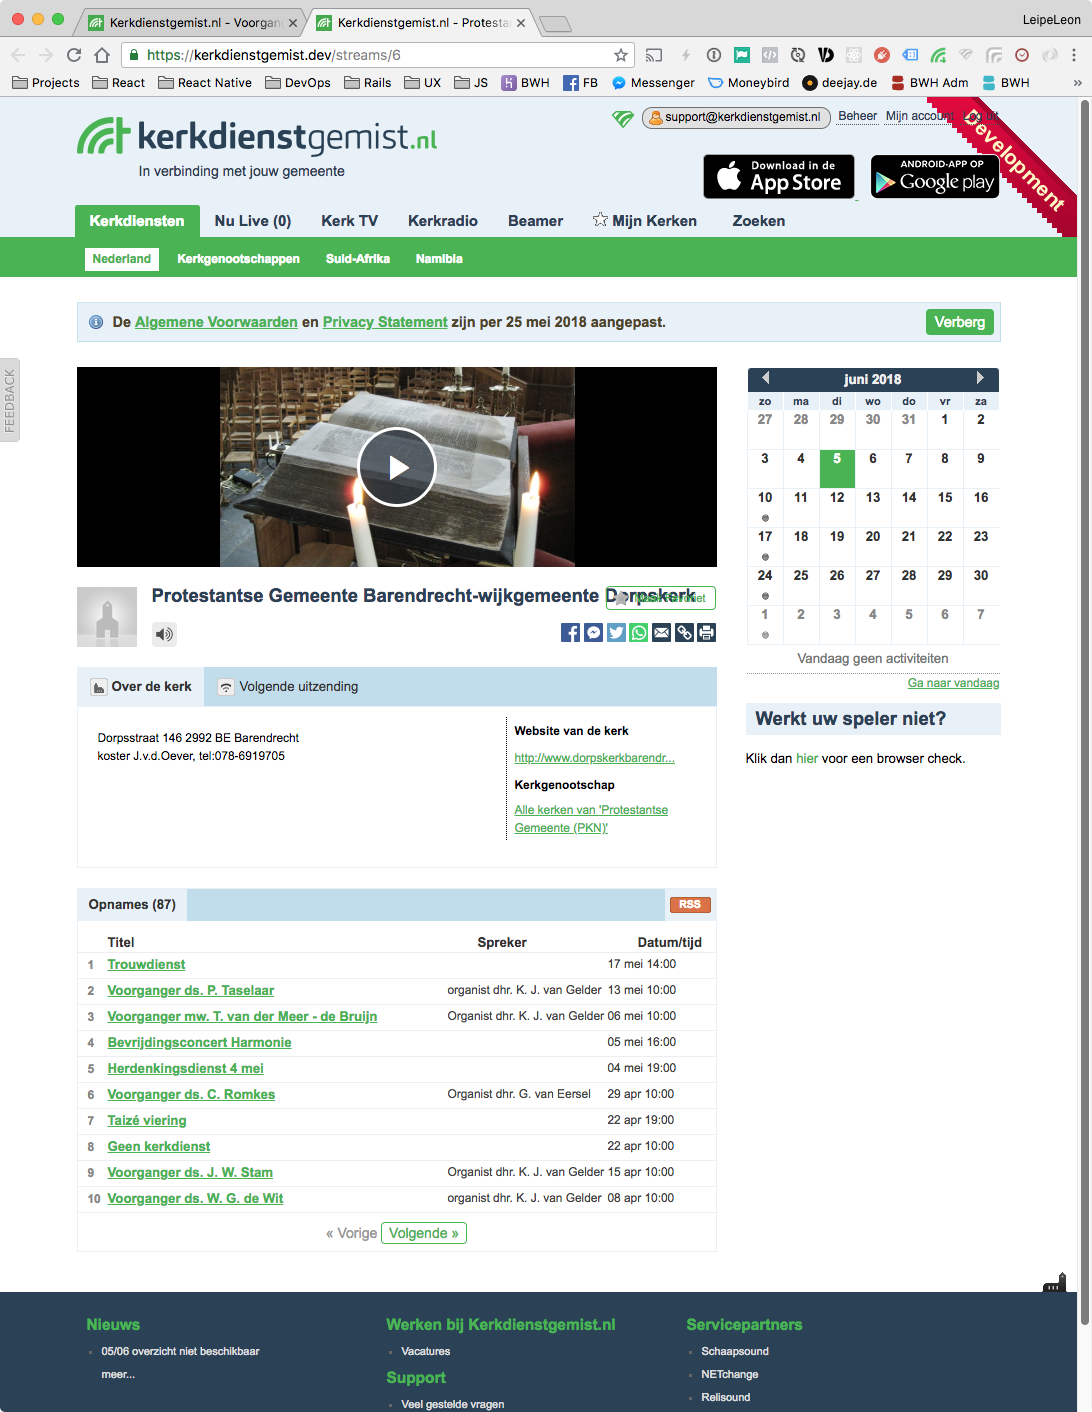 Kerkdienstgemist.nl - Voorgan
Kerkdienstgemist.nl - Protesta
LeipeLeon
https://kerkdienstgemist.dev/streams/6
Projects React React Native DevOps Rails UX JS BWH FB Messenger Moneybird deejay.de BWH Adm BWH »
support@kerkdienstgemist.nl Beheer Mijn account Log uit
Development
kerkdienstgemist.nl
In verbinding met jouw gemeente
Download in de
App Store
ANDROID-APP OP
Google play
Kerkdiensten Nu Live (0) Kerk TV Kerkradio Beamer Mijn Kerken Zoeken
Nederland Kerkgenootschappen Suid-Afrika Namibia
De Algemene Voorwaarden en Privacy Statement zijn per 25 mei 2018 aangepast.
Verberg
FEEDBACK
juni 2018
zo ma di wo do vr za
27 28 29 30 31 1 2
3 4 5 6 7 8 9
10 11 12 13 14 15 16
17 18 19 20 21 22 23
24 25 26 27 28 29 30
1 2 3 4 5 6 7
Vandaag geen activiteiten
Ga naar vandaag
Werkt uw speler niet?
Klik dan hier voor een browser check.
Protestantse Gemeente Barendrecht-wijkgemeente Dorpskerk
Over de kerk
Volgende uitzending
Dorpsstraat 146 2992 BE Barendrecht
koster J.v.d.Oever, tel:078-6919705
Website van de kerk
http://www.dorpskerkbarendr...
Kerkgenootschap
Alle kerken van 'Protestantse
Gemeente (PKN)'
Opnames (87)
RSS
Titel Spreker Datum/tijd
1 Trouwdienst 17 mei 14:00
2 Voorganger ds. P. Taselaar organist dhr. K. J. van Gelder 13 mei 10:00
3 Voorganger mw. T. van der Meer - de Bruijn Organist dhr. K. J. van Gelder 06 mei 10:00
4 Bevrijdingsconcert Harmonie 05 mei 16:00
5 Herdenkingsdienst 4 mei 04 mei 19:00
6 Voorganger ds. C. Romkes Organist dhr. G. van Eersel 29 apr 10:00
7 Taizé viering 22 apr 19:00
8 Geen kerkdienst 22 apr 10:00
9 Voorganger ds. J. W. Stam Organist dhr. K. J. van Gelder 15 apr 10:00
10 Voorganger ds. W. G. de Wit organist dhr. K. J. van Gelder 08 apr 10:00
« Vorige Volgende »
Nieuws
05/06 overzicht niet beschikbaar
meer...
Werken bij Kerkdienstgemist.nl
Vacatures
Support
Veel gestelde vragen
Servicepartners
Schaapsound
NETchange
Relisound